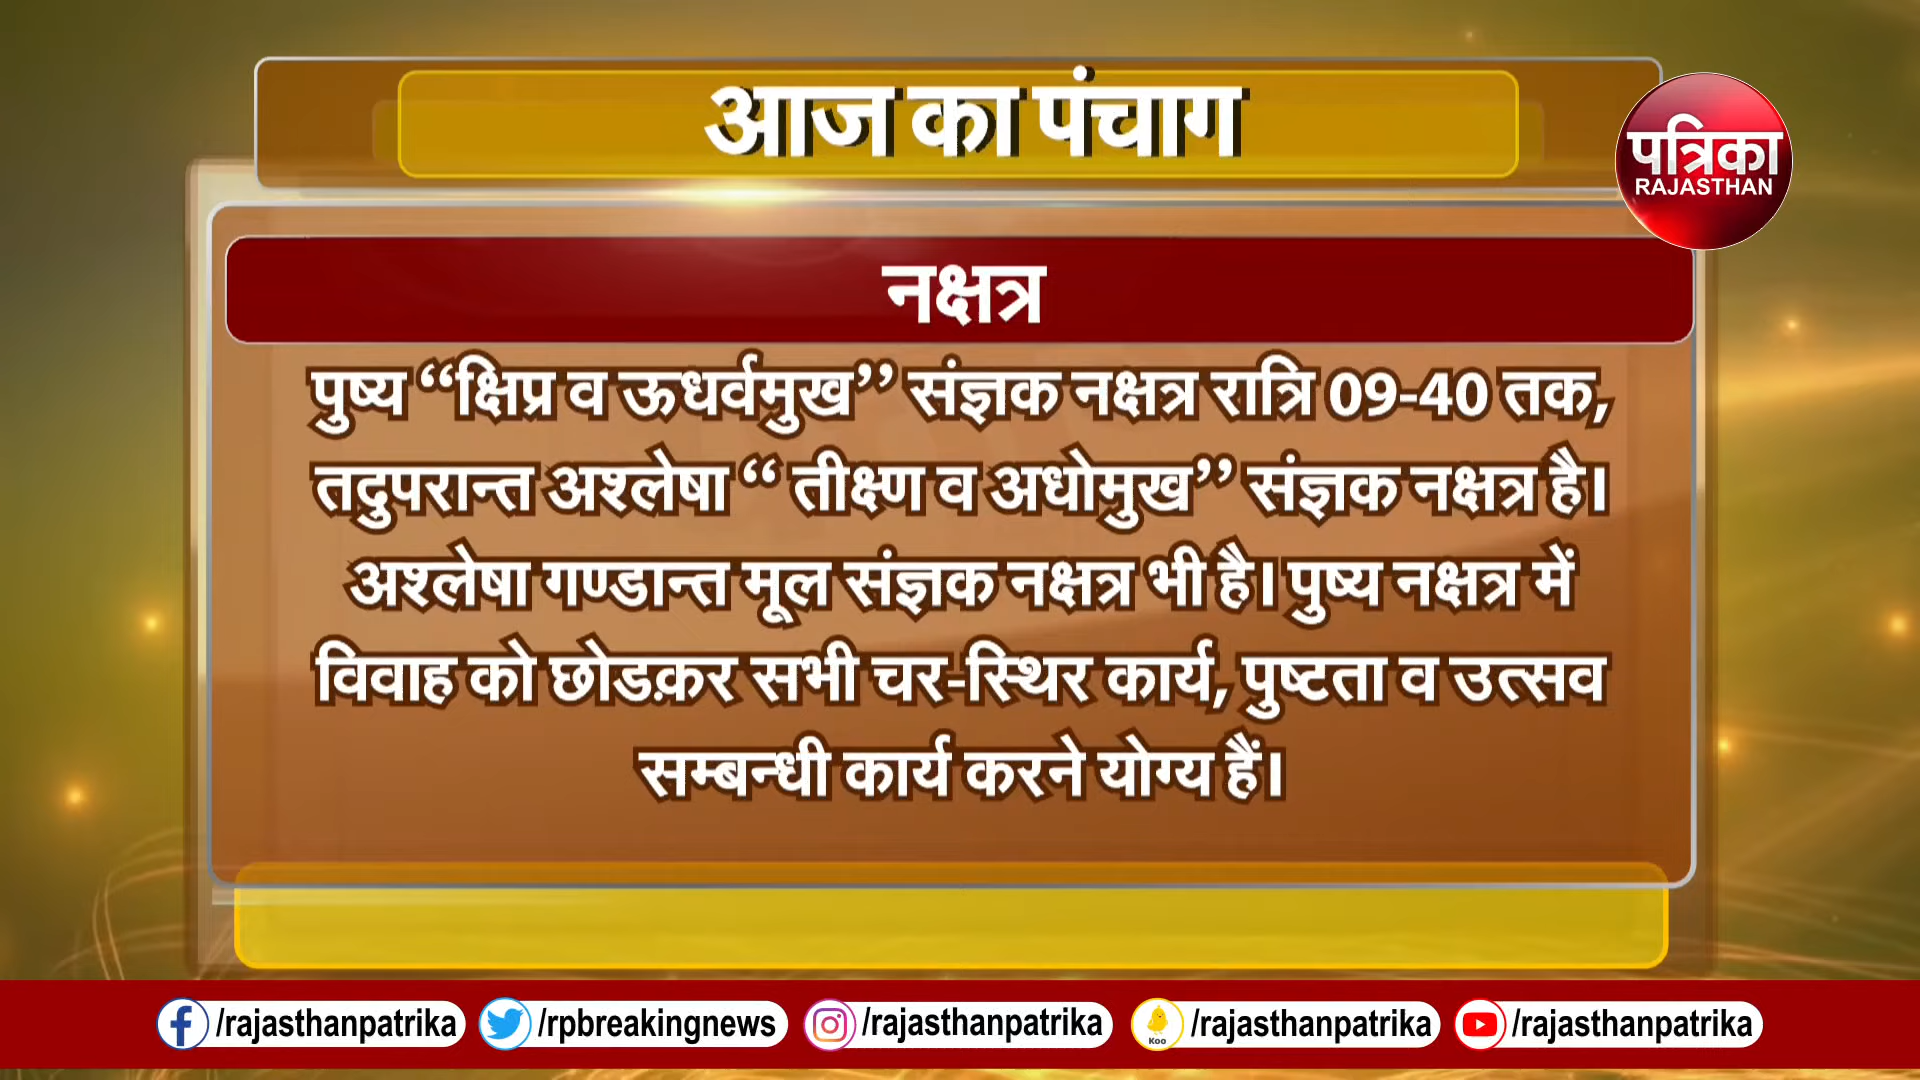 आज का पंचाग
पत्रिका
RAJASTHAN
नक्षत्र
पुष्य “क्षिप्र व ऊधर्वमुख” संज्ञक नक्षत्र रात्रि 09-40 तक,
तदुपरान्त अश्लेषा “ तीक्ष्ण व अधोमुख” संज्ञक नक्षत्र है।
अश्लेषा गण्डान्त मूल संज्ञक नक्षत्र भी है। पुष्य नक्षत्र में
विवाह को छोडक़र सभी चर-स्थिर कार्य, पुष्टता व उत्सव
सम्बन्धी कार्य करने योग्य हैं।
/rajasthanpatrika /rpbreakingnews /rajasthanpatrika Koo /rajasthanpatrika /rajasthanpatrika